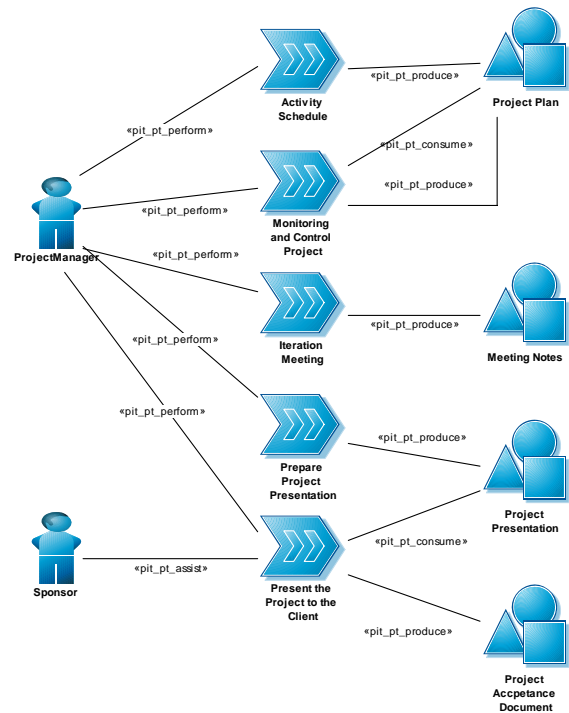 «pit_pt_produce»
Activity
Schedule
Project Plan
«pit_pt_perform»
«pit_pt_consume»
«pit_pt_produce»
«pit_pt_perform»
Monitoring
and Control
Project
ProjectManager
«pit_pt_perform»
«pit_pt_produce»
«pit_pt_perform»
Iteration
Meeting
Meeting Notes
«pit_pt_perform»
«pit_pt_produce»
Prepare
Project
Presentation
Project
Presentation
«pit_pt_consume»
«pit_pt_assist»
Sponsor
Present the
Project to the
Client
«pit_pt_produce»
Project
Accpetance
Document